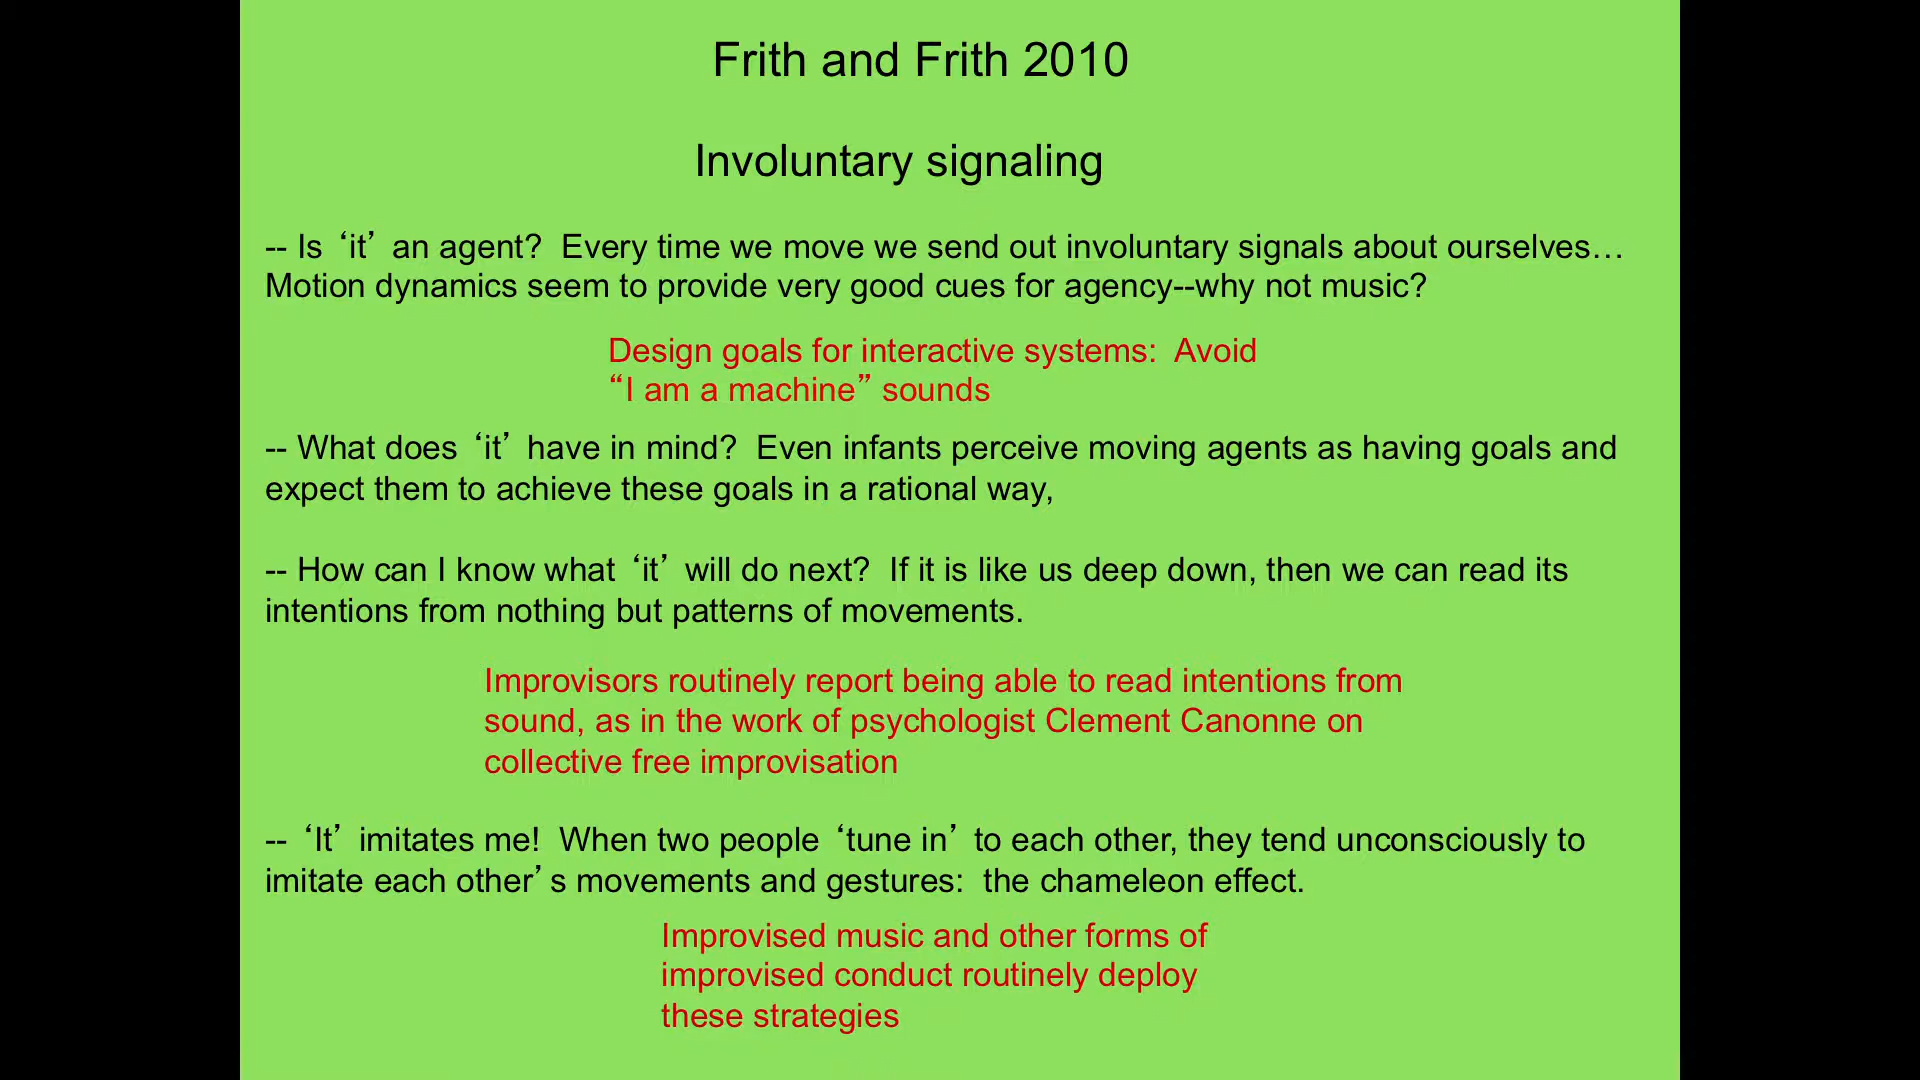 Frith and Frith 2010
Involuntary signaling
-- Is ‘it’ an agent?  Every time we move we send out involuntary signals about ourselves…
Motion dynamics seem to provide very good cues for agency--why not music?
Design goals for interactive systems:  Avoid
“I am a machine” sounds
-- What does ‘it’ have in mind?  Even infants perceive moving agents as having goals and
expect them to achieve these goals in a rational way,
-- How can I know what ‘it’ will do next?  If it is like us deep down, then we can read its
intentions from nothing but patterns of movements.
Improvisors routinely report being able to read intentions from
sound, as in the work of psychologist Clement Canonne on
collective free improvisation
-- ‘It’ imitates me!  When two people ‘tune in’ to each other, they tend unconsciously to
imitate each other’s movements and gestures:  the chameleon effect.
Improvised music and other forms of
improvised conduct routinely deploy
these strategies